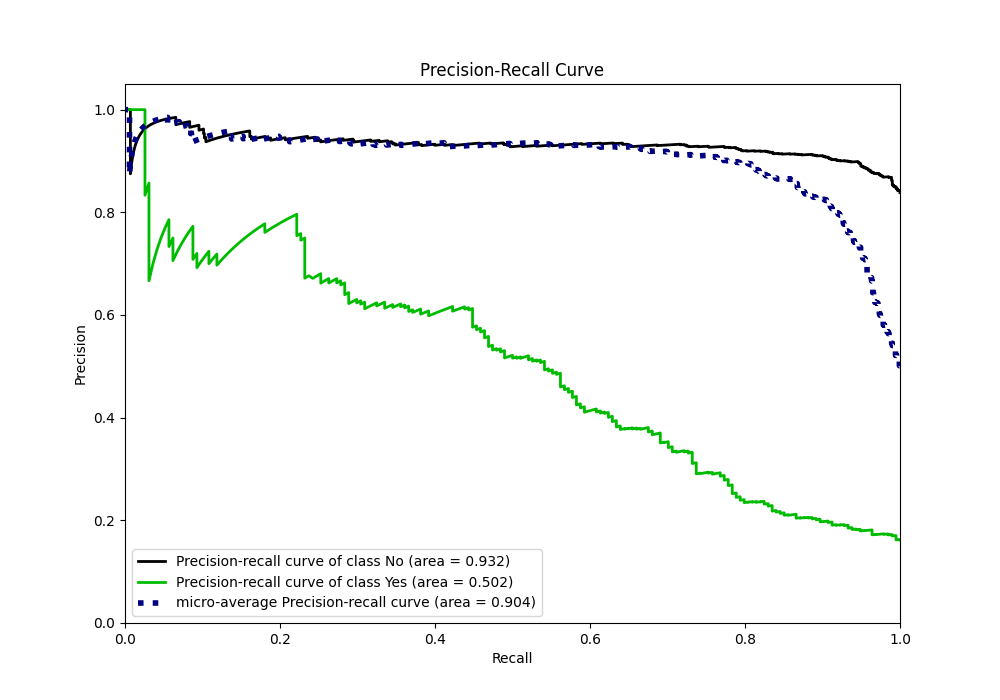 Precision-Recall Curve
1.0
0.8
0.6
0.4
0.2
0.0
Precision
Precision-recall curve of class No (area = 0.932)
Precision-recall curve of class Yes (area = 0.502)
micro-average Precision-recall curve (area = 0.904)
0.0 0.2 0.4 0.6 0.8 1.0
Recall